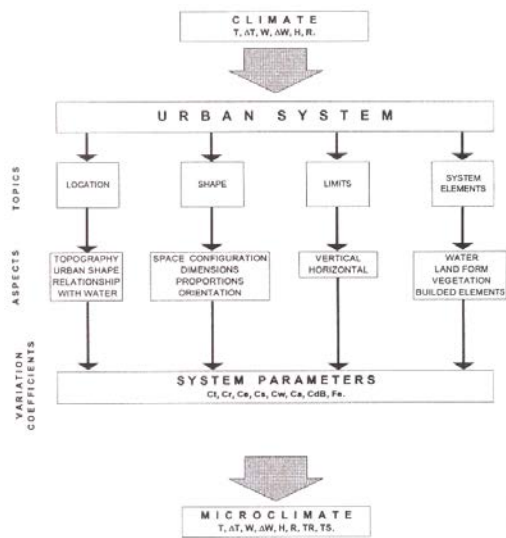 CLIMATE
T, ΔT, W, ΔW, H, R.
URBAN SYSTEM
TOPICS
LOCATION
SHAPE
LIMITS
SYSTEM
ELEMENTS
ASPECTS
TOPOGRAPHY
URBAN SHAPE
RELATIONSHIP
WITH WATER
SPACE CONFIGURATION
DIMENSIONS
PROPORTIONS
ORIENTATION
VERTICAL
HORIZONTAL
WATER
LAND FORM
VEGETATION
BUILDED ELEMENTS
VARIATION
COEFFICIENTS
SYSTEM PARAMETERS
Ct, Cr, Ce, Cs, Cw, Ca, CdB, Fe.
MICROCLIMATE
T, ΔT, W, ΔW, H, R, TR, TS.